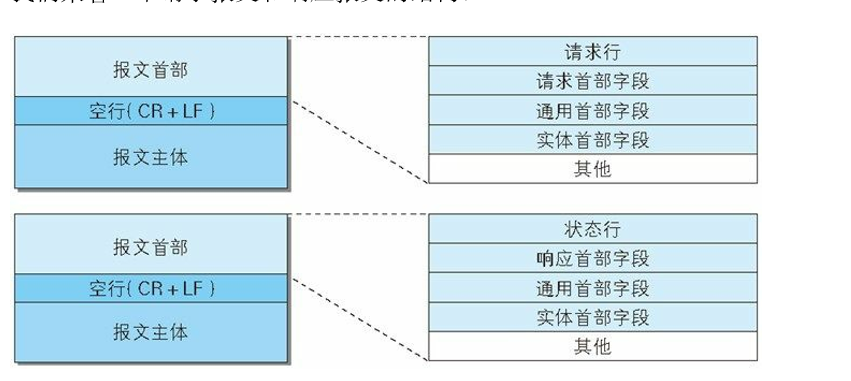 报文首部
空行(CR+LF)
报文主体
请求行
请求首部字段
通用首部字段
实体首部字段
其他
报文首部
空行(CR+LF)
报文主体
状态行
响应首部字段
通用首部字段
实体首部字段
其他